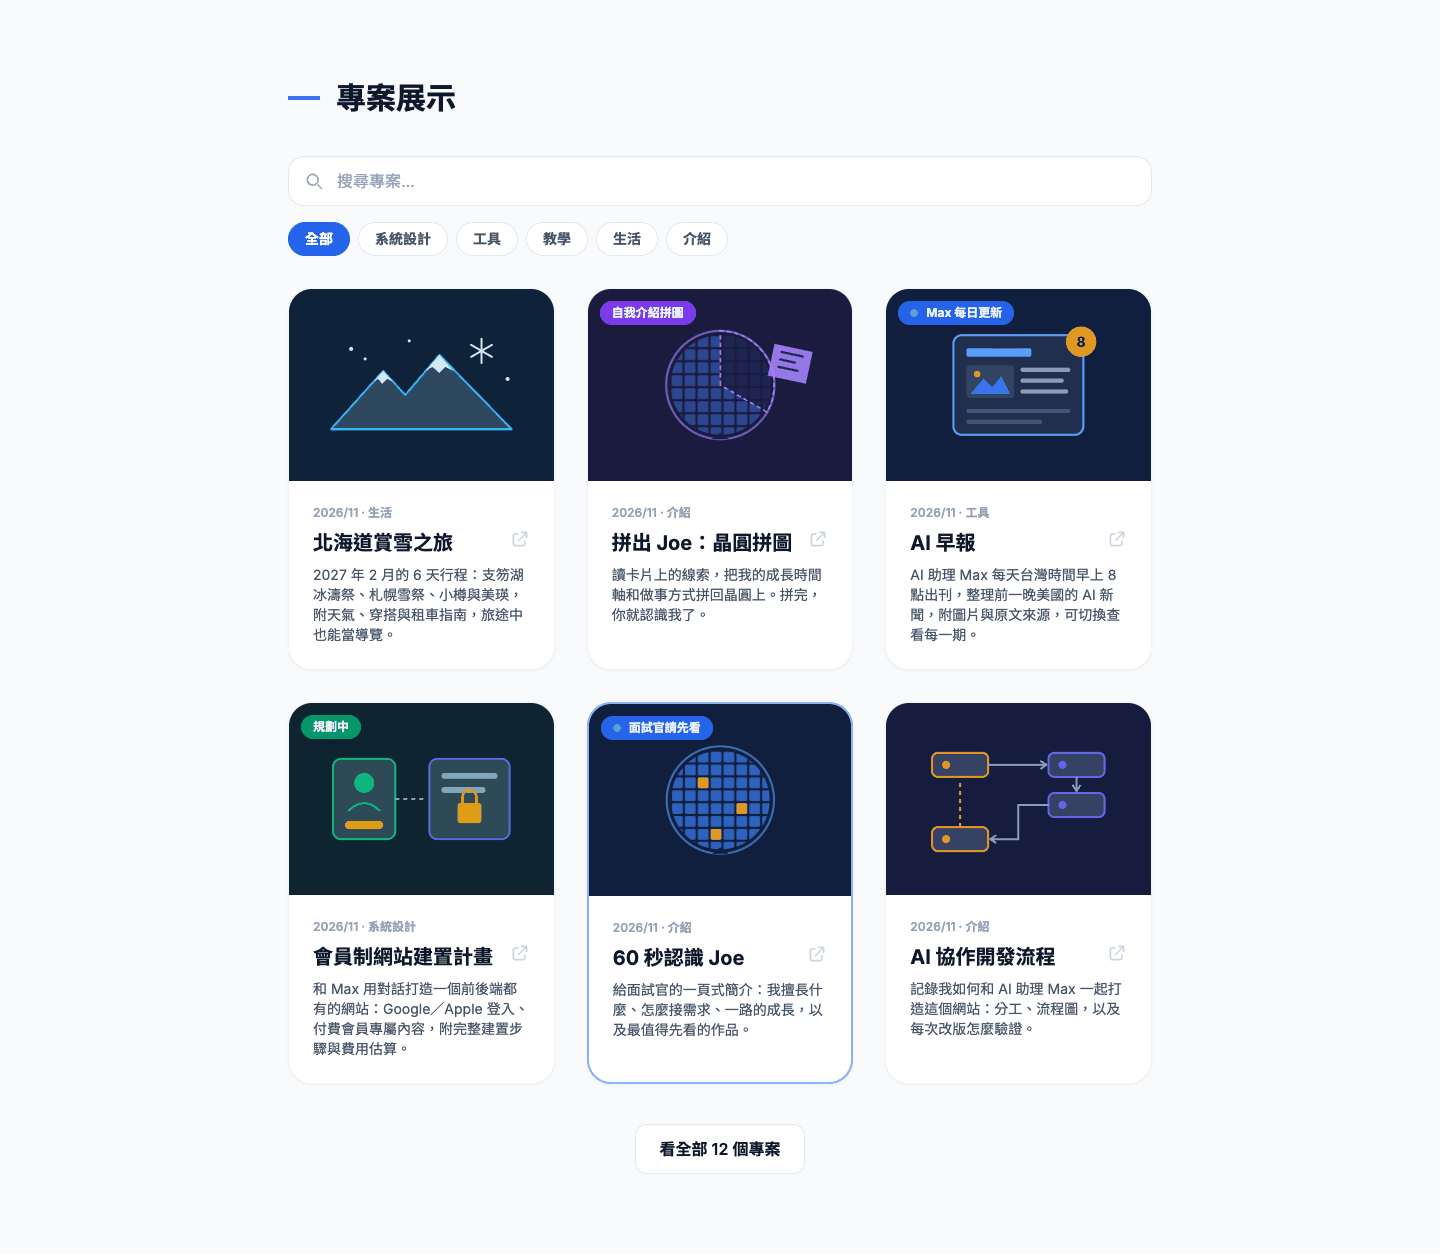 專案展示
搜尋專案...
全部
系統設計
工具
教學
生活
介紹
2026/11 · 生活
北海道賞雪之旅
2027 年 2 月的 6 天行程：支笏湖
冰濤祭、札幌雪祭、小樽與美瑛，
附天氣、穿搭與租車指南，旅途中
也能當導覽。
自我介紹拼圖
2026/11 · 介紹
拼出 Joe：晶圓拼圖
讀卡片上的線索，把我的成長時間
軸和做事方式拼回晶圓上。拼完，
你就認識我了。
Max 每日更新
8
2026/11 · 工具
AI 早報
AI 助理 Max 每天台灣時間早上 8
點出刊，整理前一晚美國的 AI 新
聞，附圖片與原文來源，可切換查
看每一期。
規劃中
2026/11 · 系統設計
會員制網站建置計畫
和 Max 用對話打造一個前後端都
有的網站：Google／Apple 登入、
付費會員專屬內容，附完整建置步
驟與費用估算。
面試官請先看
2026/11 · 介紹
60 秒認識 Joe
給面試官的一頁式簡介：我擅長什
麼、怎麼接需求、一路的成長，以
及最值得先看的作品。
2026/11 · 介紹
AI 協作開發流程
記錄我如何和 AI 助理 Max 一起打
造這個網站：分工、流程圖，以及
每次改版怎麼驗證。
看全部 12 個專案